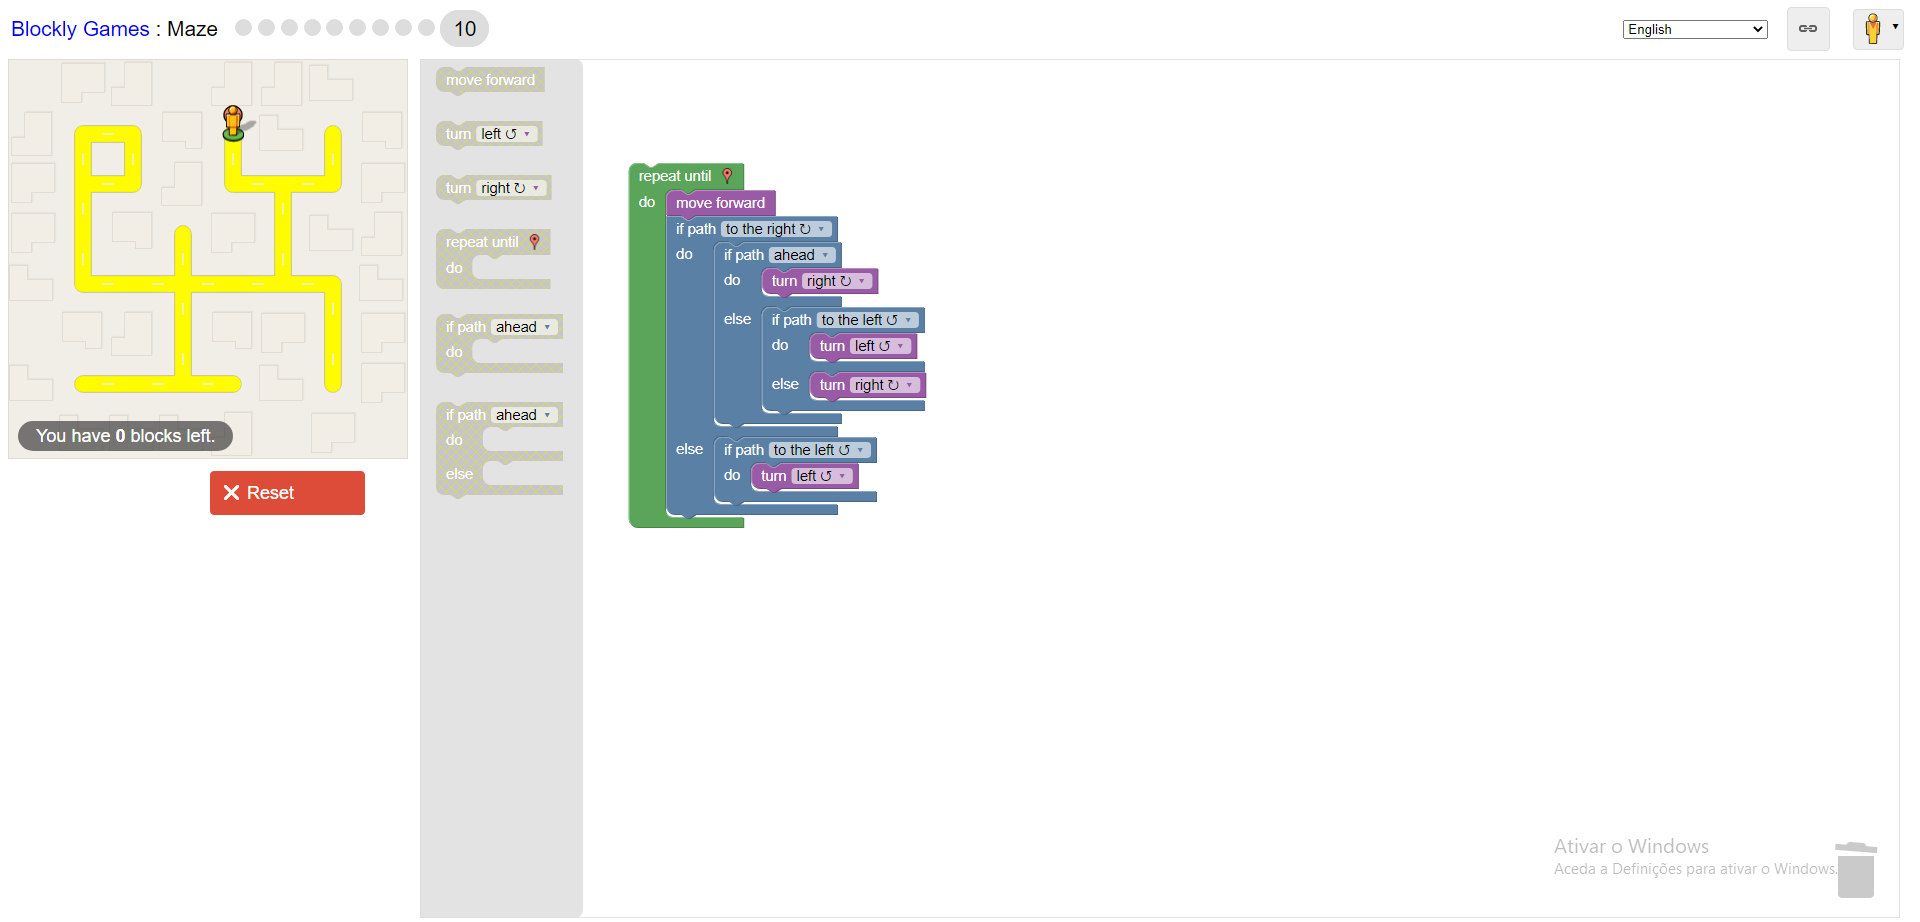 Blockly Games : Maze
10
English
You have 0 blocks left.
Reset
move forward
turn left ↺
turn right ↻
repeat until
do
if path ahead
do
if path ahead
do
else
repeat until
do
move forward
if path to the right ↻
do
if path ahead
do
turn right ↻
else
if path to the left ↺
do
turn left ↺
else
turn right ↻
else
if path to the left ↺
do
turn left ↺
Ativar o Windows
Aceda a Definições para ativar o Windows.